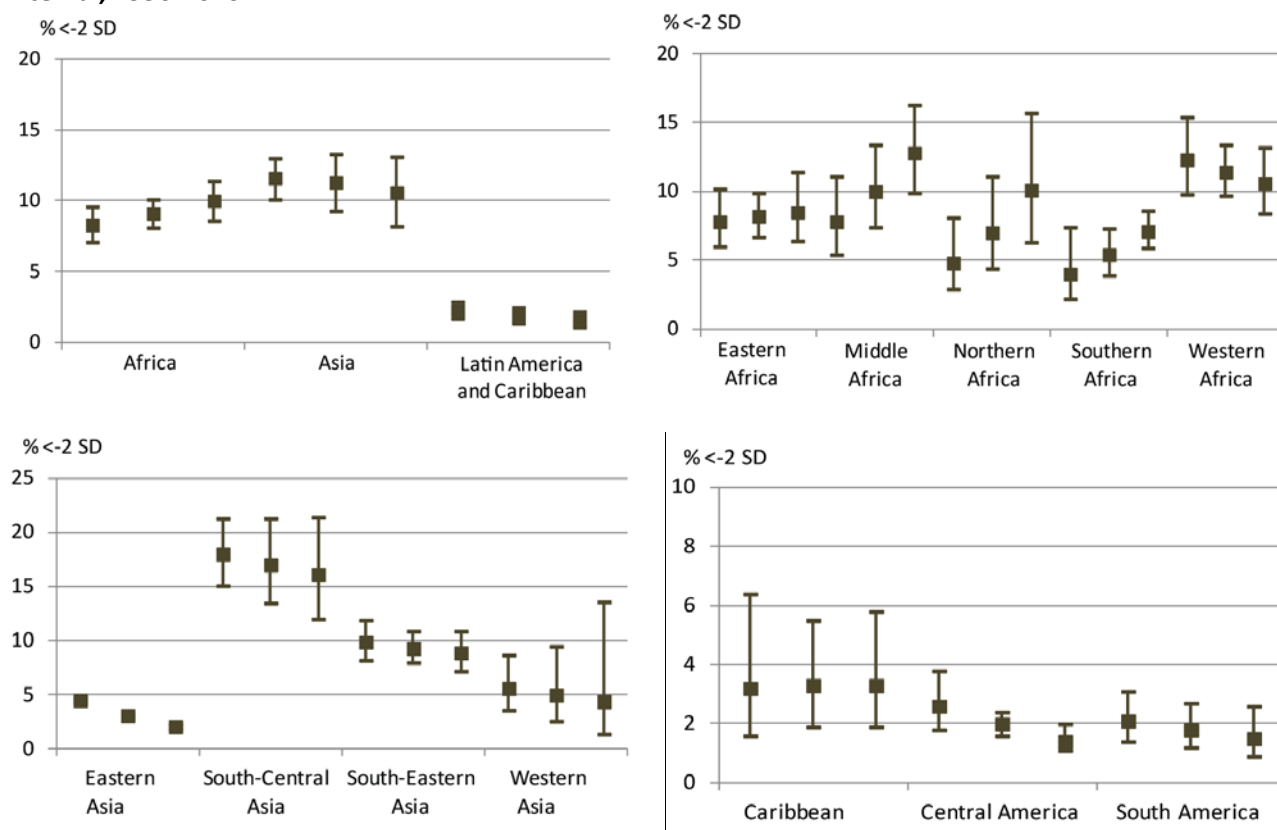 % <-2 SD
20
15
10
5
0
Africa
Asia
Latin America
and Caribbean
% <-2 SD
20
15
10
5
0
Eastern
Africa
Middle
Africa
Northern
Africa
Southern
Africa
Western
Africa
% <-2 SD
25
20
15
10
5
0
Eastern
Asia
South-Central
Asia
South-Eastern
Asia
Western
Asia
% <-2 SD
10
8
6
4
2
0
Caribbean
Central America
South America